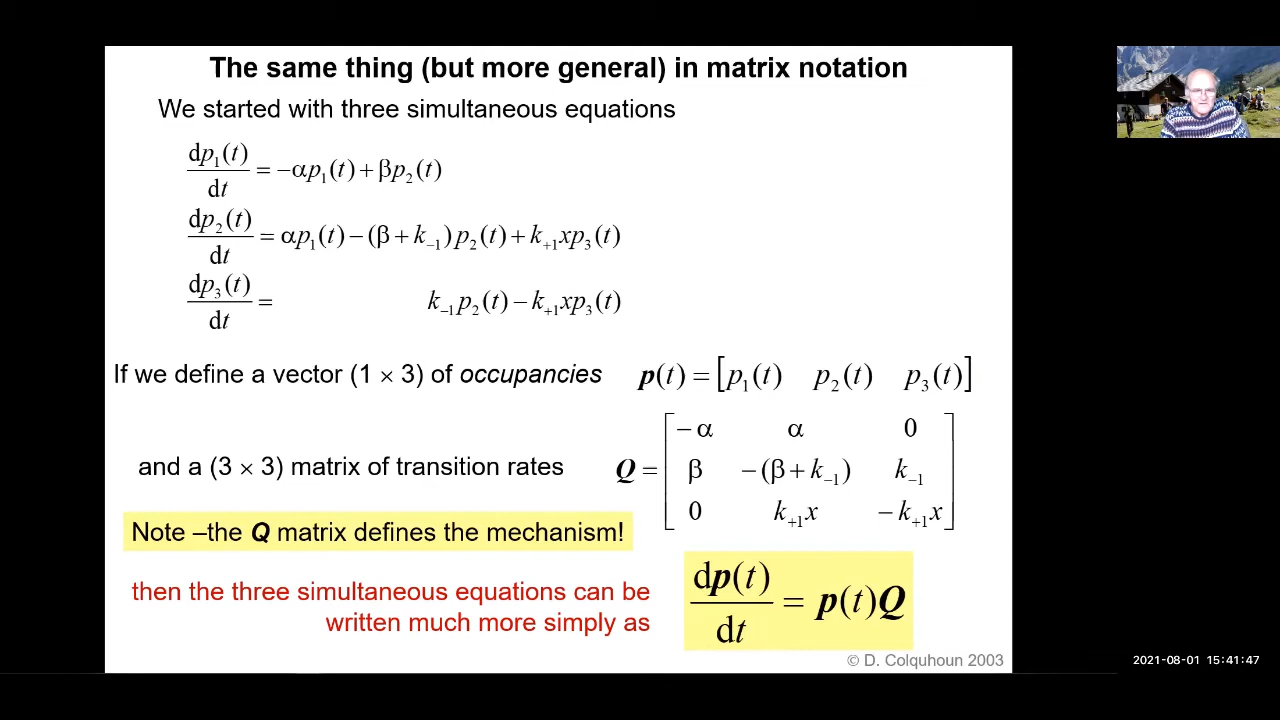 The same thing (but more general) in matrix notation
We started with three simultaneous equations
dp₁(t)/dt = −αp₁(t) + βp₂(t)
dp₂(t)/dt = αp₁(t) − (β + k₋₁)p₂(t) + k₊₁xp₃(t)
dp₃(t)/dt = k₋₁p₂(t) − k₊₁xp₃(t)
If we define a vector (1 × 3) of occupancies p(t) = [p₁(t) p₂(t) p₃(t)]
and a (3 × 3) matrix of transition rates Q =
[ −α α 0
β −(β + k₋₁) k₋₁
0 k₊₁x −k₊₁x ]
Note –the Q matrix defines the mechanism!
then the three simultaneous equations can be
written much more simply as
dp(t)/dt = p(t)Q
© D. Colquhoun 2003
2021-08-01 15:41:47